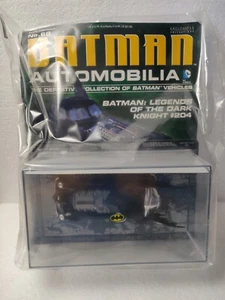 BATMAN
AUTOMOBILIA
THE DEFINITIVE COLLECTION OF BATMAN VEHICLES
BATMAN: LEGENDS
OF THE DARK
KNIGHT #204